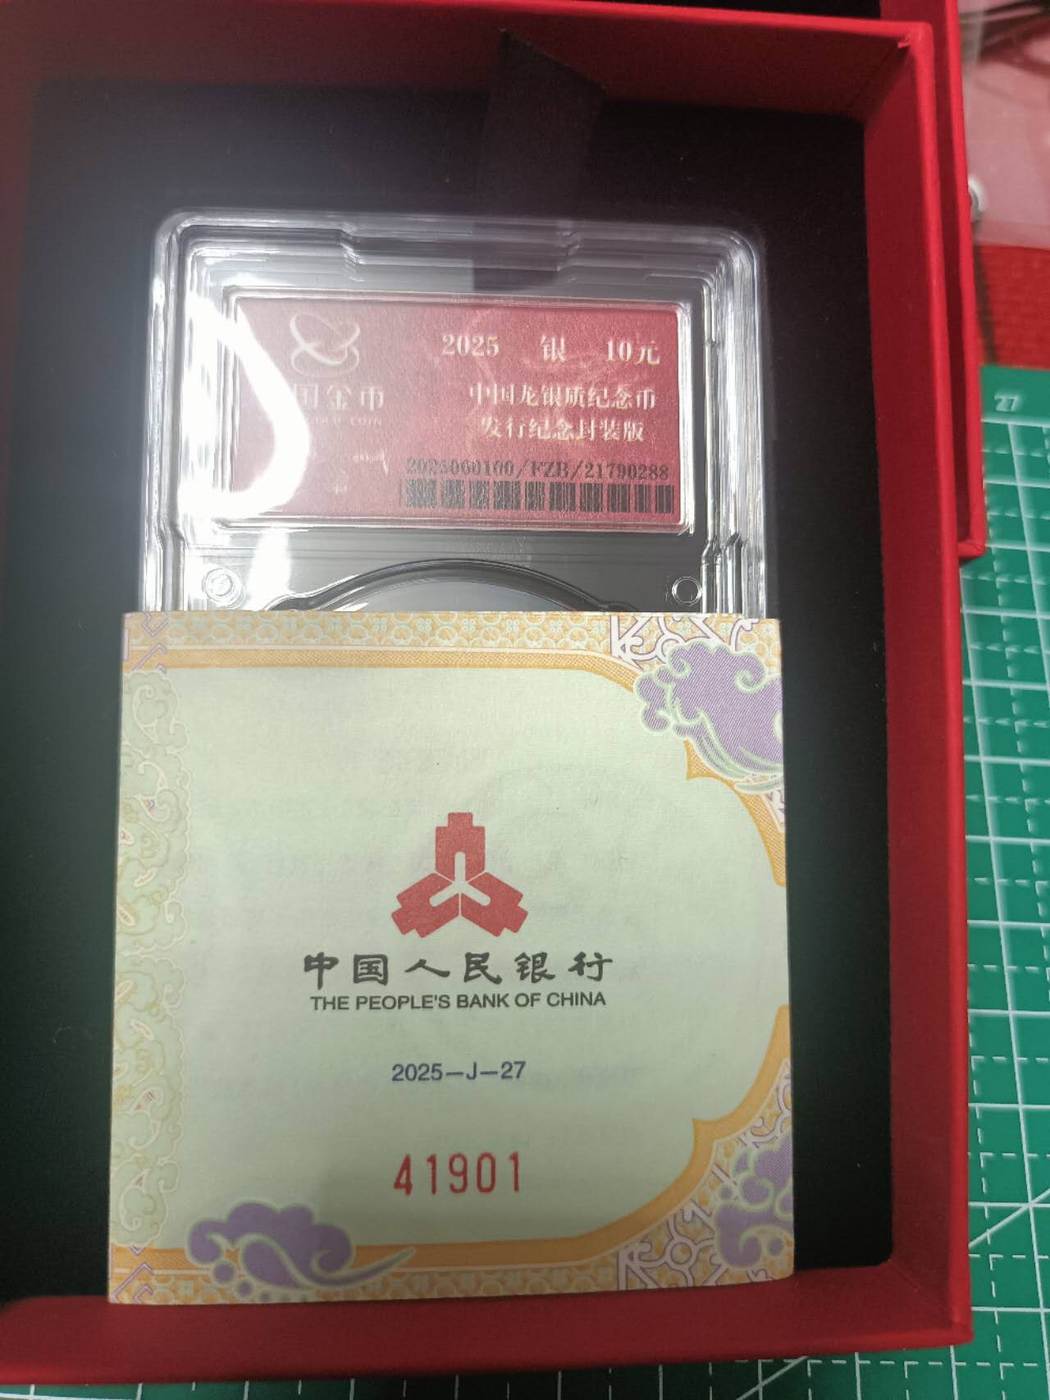 2025 银 10元
国金币
中国龙银质纪念币
COIN
发行纪念封装版
2025060100/FZB/21790288
中国人民银行
THE PEOPLE'S BANK OF CHINA
2025—J—27
41901
27